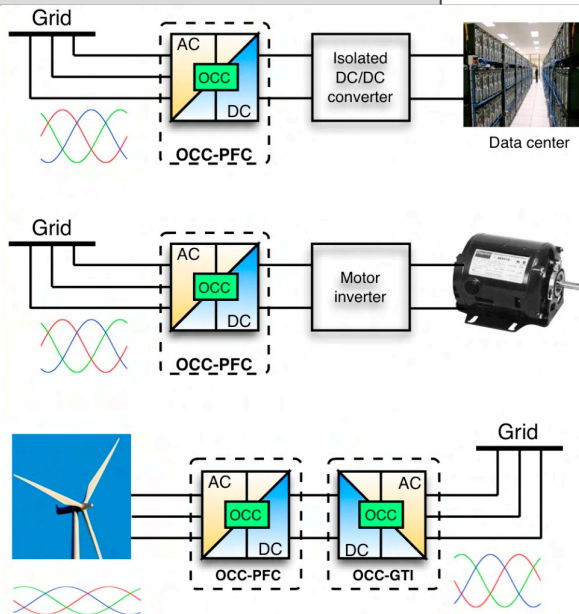 Grid
AC
OCC
DC
OCC-PFC
Isolated
DC/DC
converter
Data center
Grid
AC
OCC
DC
OCC-PFC
Motor
inverter
Grid
AC
OCC
DC
OCC-PFC
AC
OCC
DC
OCC-GTI